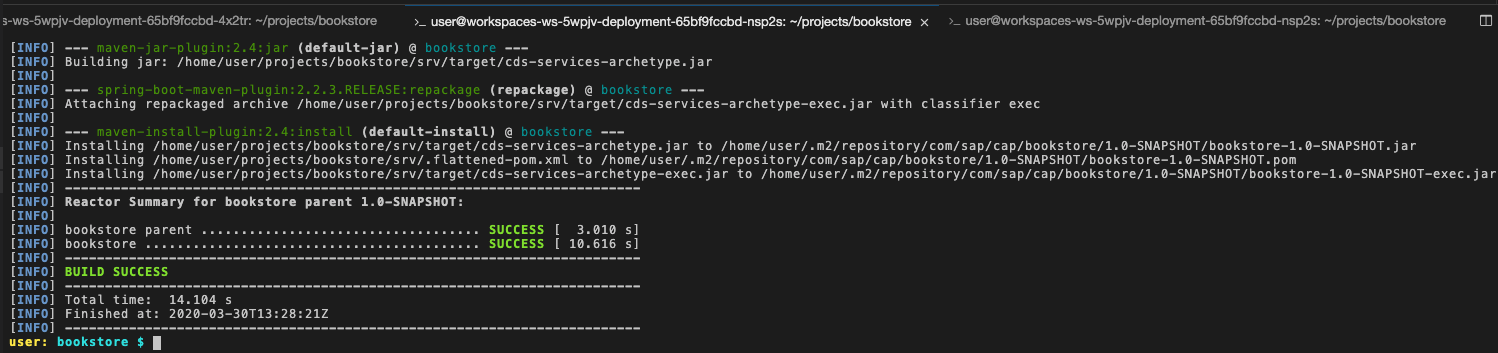 s-ws-5wpjv-deployment-65bf9fccbd-4x2tr: ~/projects/bookstore
>_ user@workspaces-ws-5wpjv-deployment-65bf9fccbd-nsp2s: ~/projects/bookstore ×
>_ user@workspaces-ws-5wpjv-deployment-65bf9fccbd-nsp2s: ~/projects/bookstore
[INFO] --- maven-jar-plugin:2.4:jar (default-jar) @ bookstore ---
[INFO] Building jar: /home/user/projects/bookstore/srv/target/cds-services-archetype.jar
[INFO]
[INFO] --- spring-boot-maven-plugin:2.2.3.RELEASE:repackage (repackage) @ bookstore ---
[INFO] Attaching repackaged archive /home/user/projects/bookstore/srv/target/cds-services-archetype-exec.jar with classifier exec
[INFO]
[INFO] --- maven-install-plugin:2.4:install (default-install) @ bookstore ---
[INFO] Installing /home/user/projects/bookstore/srv/target/cds-services-archetype.jar to /home/user/.m2/repository/com/sap/cap/bookstore/1.0-SNAPSHOT/bookstore-1.0-SNAPSHOT.jar
[INFO] Installing /home/user/projects/bookstore/srv/.flattened-pom.xml to /home/user/.m2/repository/com/sap/cap/bookstore/1.0-SNAPSHOT/bookstore-1.0-SNAPSHOT.pom
[INFO] Installing /home/user/projects/bookstore/srv/target/cds-services-archetype-exec.jar to /home/user/.m2/repository/com/sap/cap/bookstore/1.0-SNAPSHOT/bookstore-1.0-SNAPSHOT-exec.jar
[INFO] ------------------------------------------------------------------------
[INFO] Reactor Summary for bookstore parent 1.0-SNAPSHOT:
[INFO]
[INFO] bookstore parent ................................... SUCCESS [  3.010 s]
[INFO] bookstore .......................................... SUCCESS [ 10.616 s]
[INFO] ------------------------------------------------------------------------
[INFO] BUILD SUCCESS
[INFO] ------------------------------------------------------------------------
[INFO] Total time:  14.104 s
[INFO] Finished at: 2020-03-30T13:28:21Z
[INFO] ------------------------------------------------------------------------
user: bookstore $